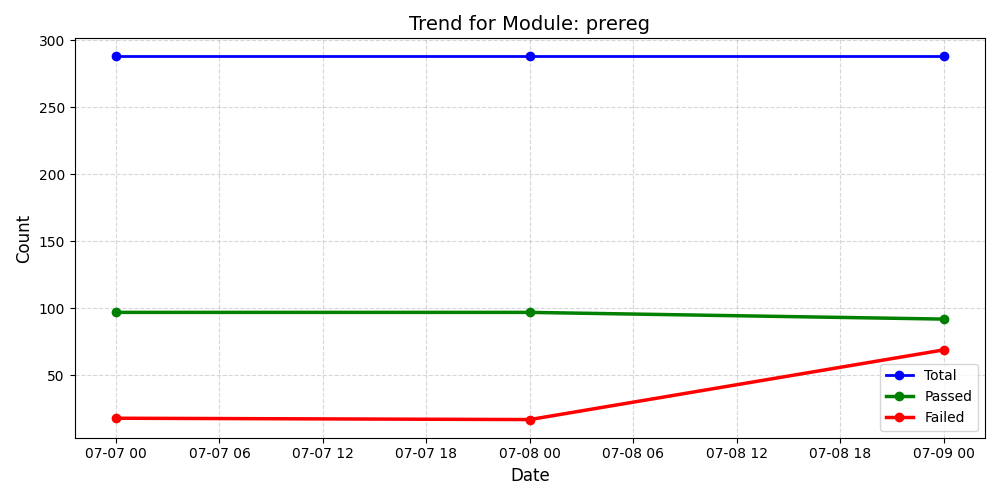 Trend for Module: prereg
300
250
200
150
100
50
Count
07-07 00 07-07 06 07-07 12 07-07 18 07-08 00 07-08 06 07-08 12 07-08 18 07-09 00
Date
Total
Passed
Failed